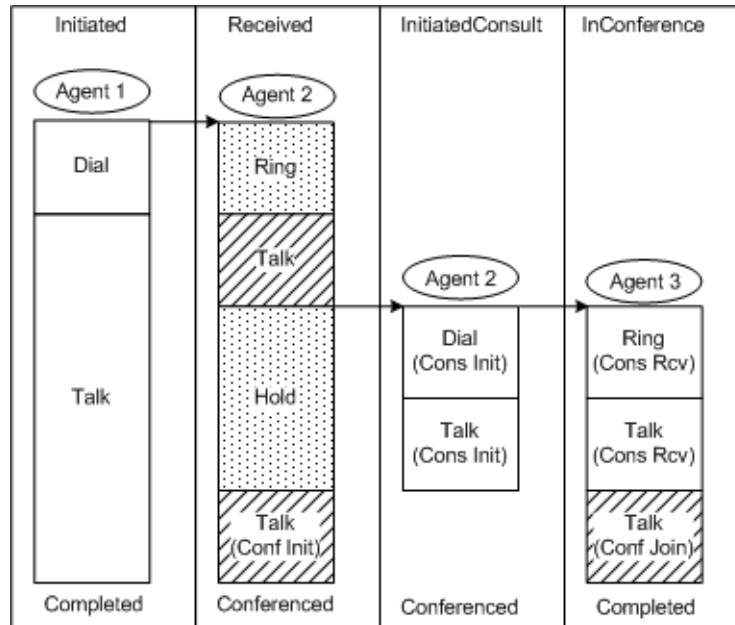 Initiated
Received
InitiatedConsult
InConference
Agent 1
Agent 2
Dial
Ring
Talk
Agent 2
Agent 3
Dial
(Cons Init)
Ring
(Cons Rcv)
Talk
Hold
Talk
(Cons Init)
Talk
(Cons Rcv)
Talk
(Conf Init)
Talk
(Conf Join)
Completed
Conferenced
Conferenced
Completed